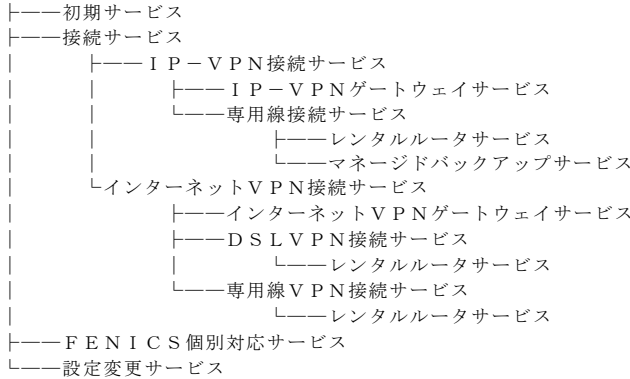 ├――初期サービス
├――接続サービス
│　　　├――ＩＰ－ＶＰＮ接続サービス
│　　　│　　　├――ＩＰ－ＶＰＮゲートウェイサービス
│　　　│　　　└――専用線接続サービス
│　　　│　　　　　　　　├――レンタルルータサービス
│　　　│　　　　　　　　└――マネージドバックアップサービス
│　　　└インターネットＶＰＮ接続サービス
│　　　　　　　├――インターネットＶＰＮゲートウェイサービス
│　　　　　　　├――ＤＳＬＶＰＮ接続サービス
│　　　　　　　│　　　　└――レンタルルータサービス
│　　　　　　　└――専用線ＶＰＮ接続サービス
│　　　　　　　　　　　　└――レンタルルータサービス
├――ＦＥＮＩＣＳ個別対応サービス
└――設定変更サービス